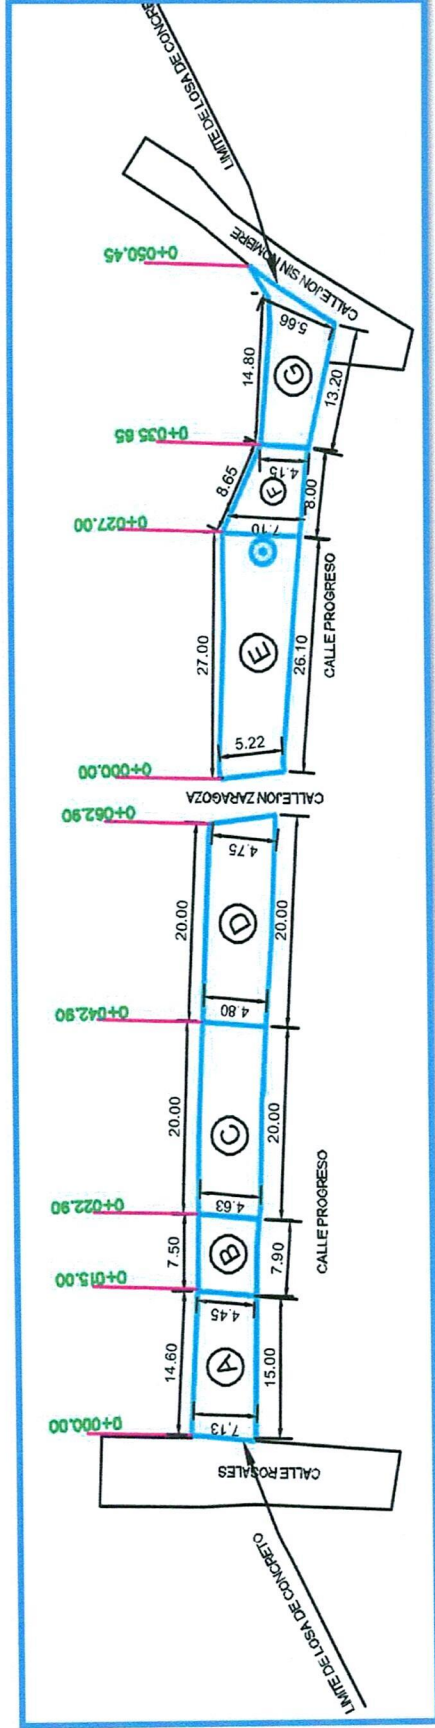 LIMITE DE LOSA DE CONCRE
0+050.45
CALLEJON SIN NOMBRE
5.66
14.80
G
13.20
0+035.65
8.65
4.15
F
8.00
0+027.00
7.10
27.00
E
26.10
CALLE PROGRESO
5.22
0+000.00
CALLEJON ZARAGOZA
0+062.90
4.75
20.00
D
20.00
4.80
0+042.90
20.00
C
20.00
4.63
0+022.90
CALLE PROGRESO
7.50
B
7.90
0+015.00
4.45
14.60
A
15.00
7.13
0+000.00
CALLE ROSALES
LIMITE DE LOSA DE CONCRETO